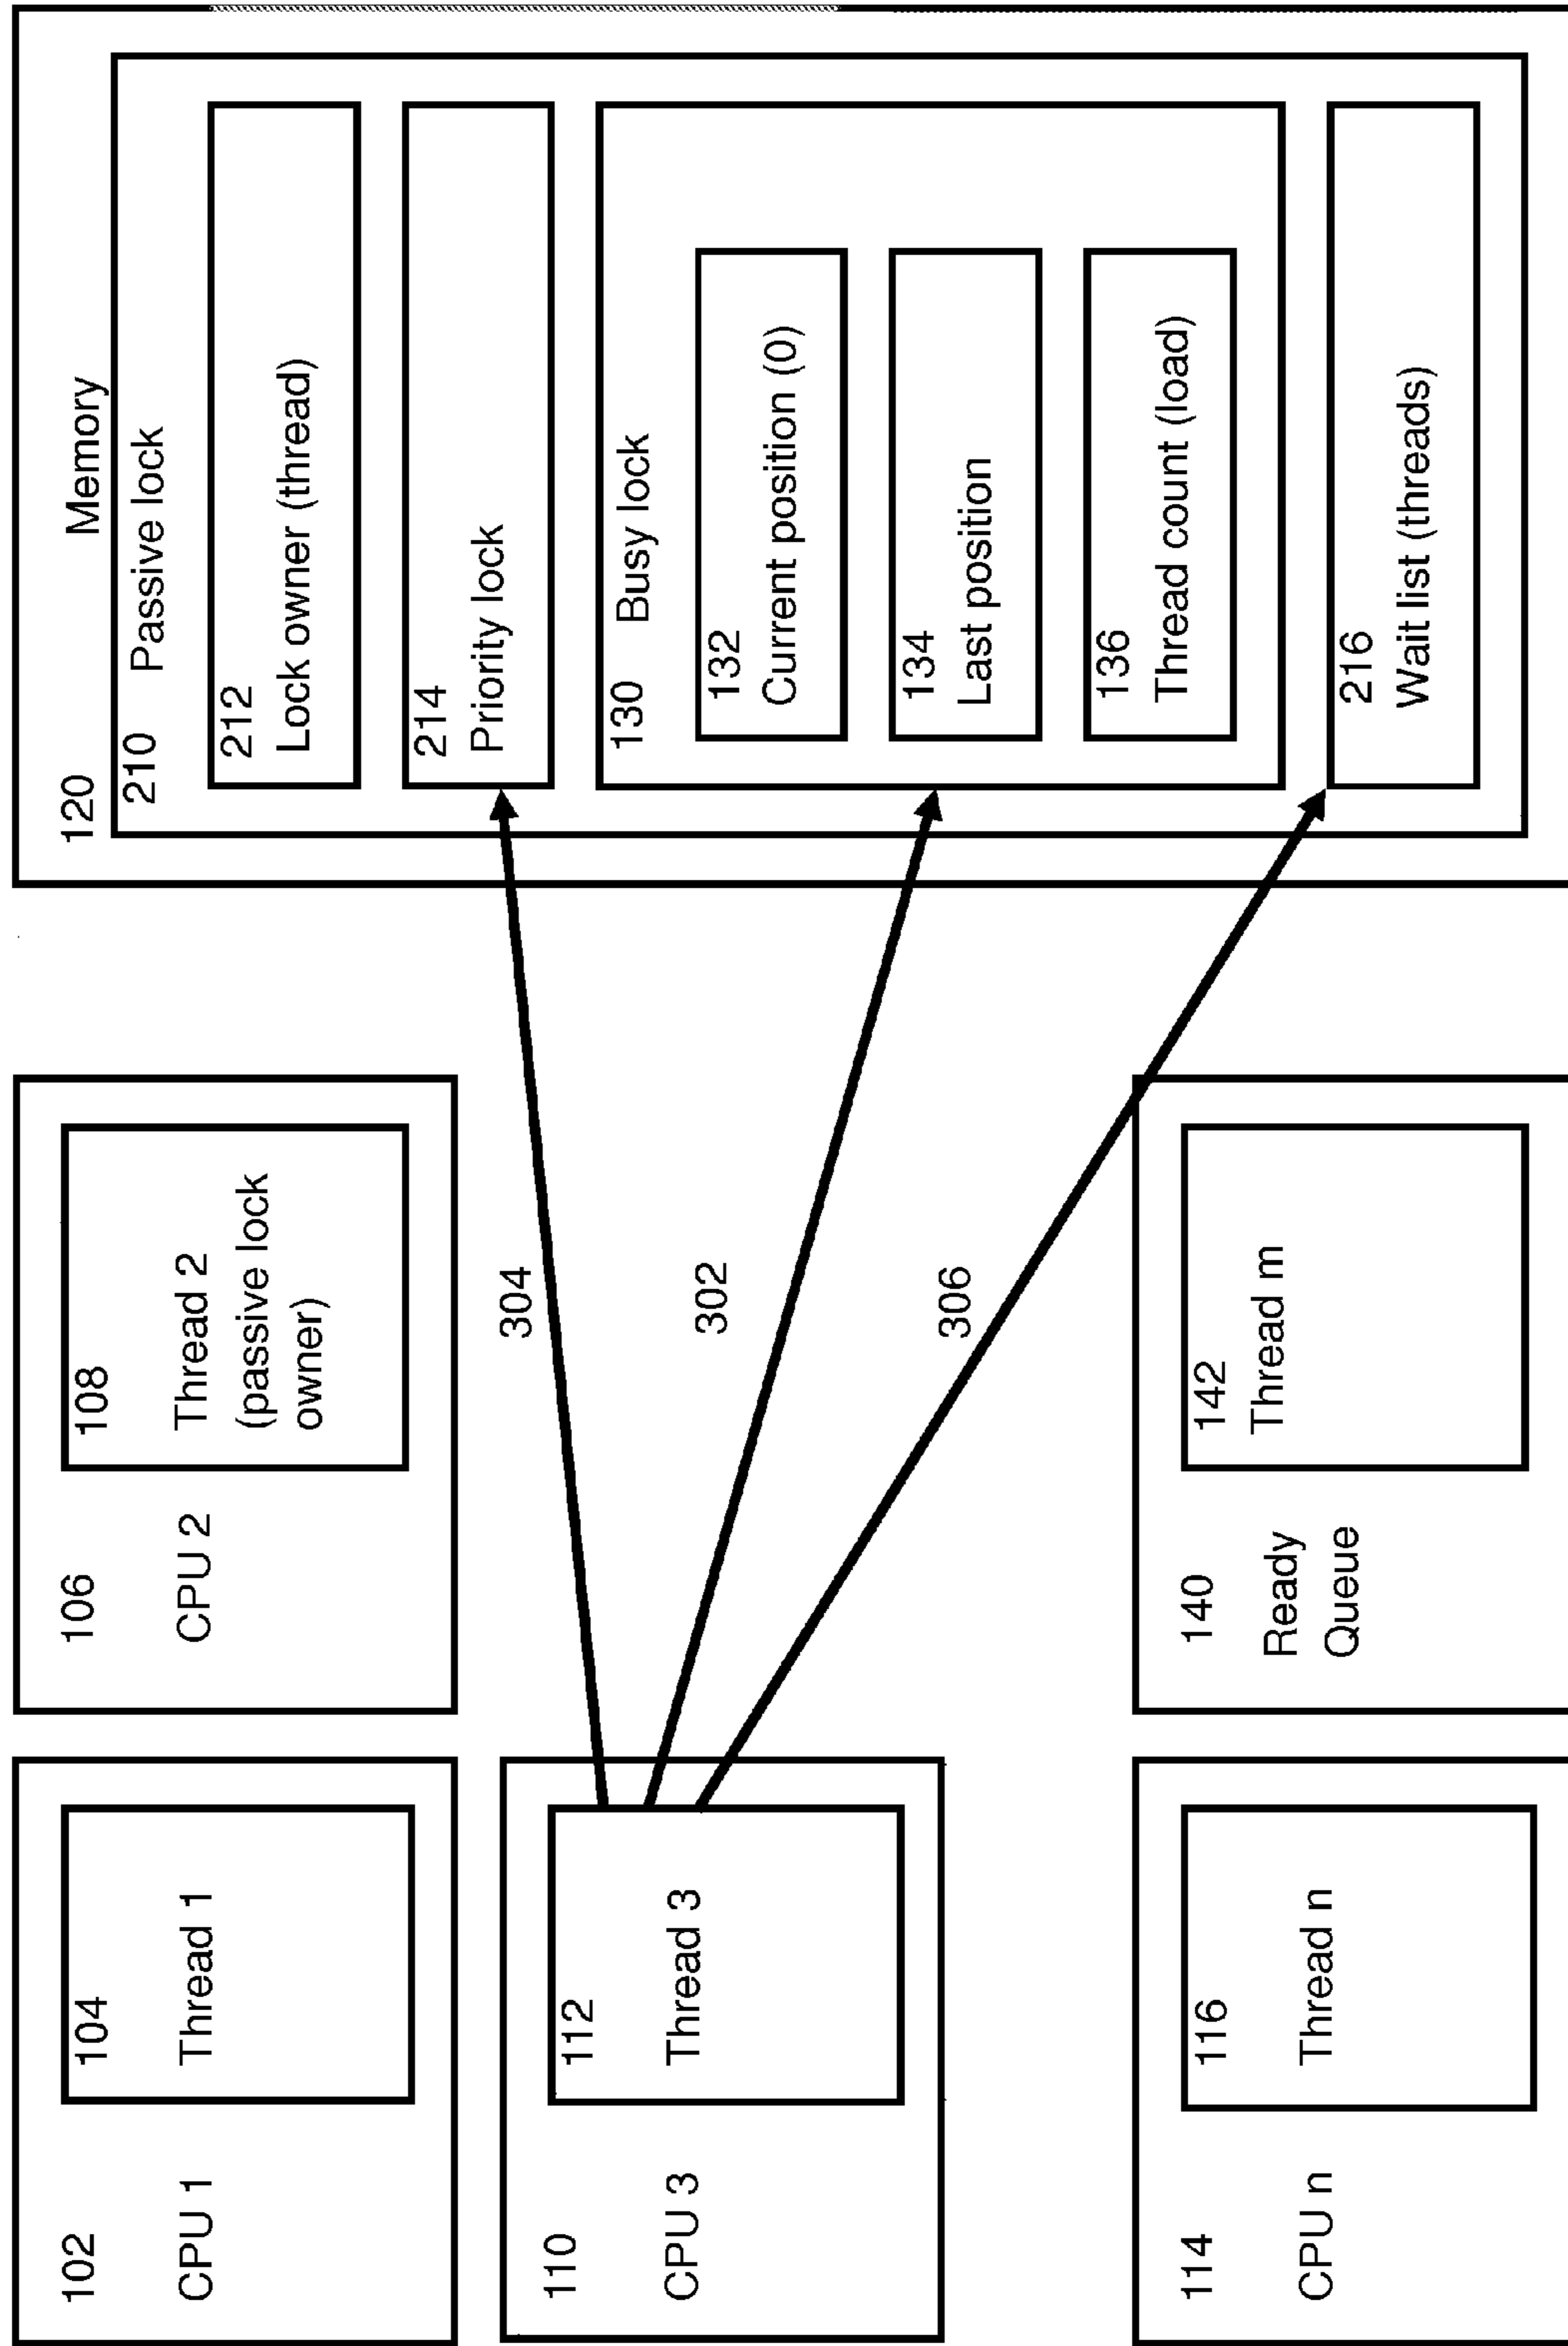 102
CPU 1
104
Thread 1
106
CPU 2
108
Thread 2
(passive lock
owner)
110
CPU 3
112
Thread 3
304
302
306
114
CPU n
116
Thread n
140
Ready
Queue
142
Thread m
120 Memory
210 Passive lock
212
Lock owner (thread)
214
Priority lock
130 Busy lock
132
Current position (0)
134
Last position
136
Thread count (load)
216
Wait list (threads)